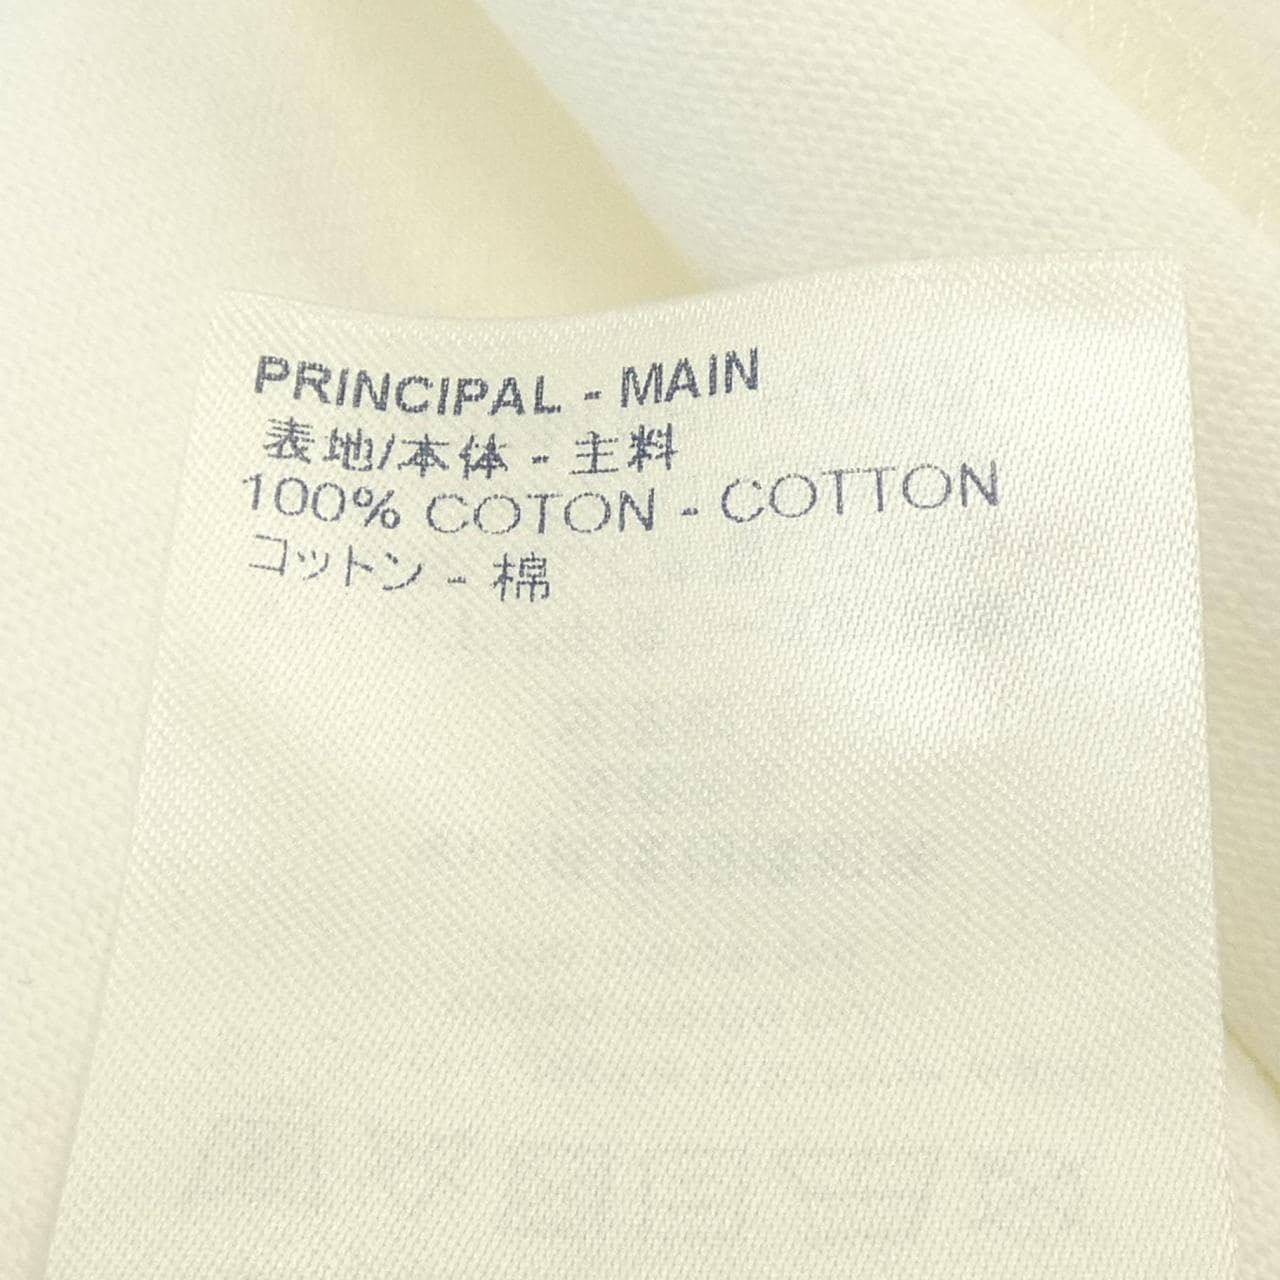 PRINCIPAL - MAIN
表地/本体 - 主料
100% COTON - COTTON
コットン - 棉